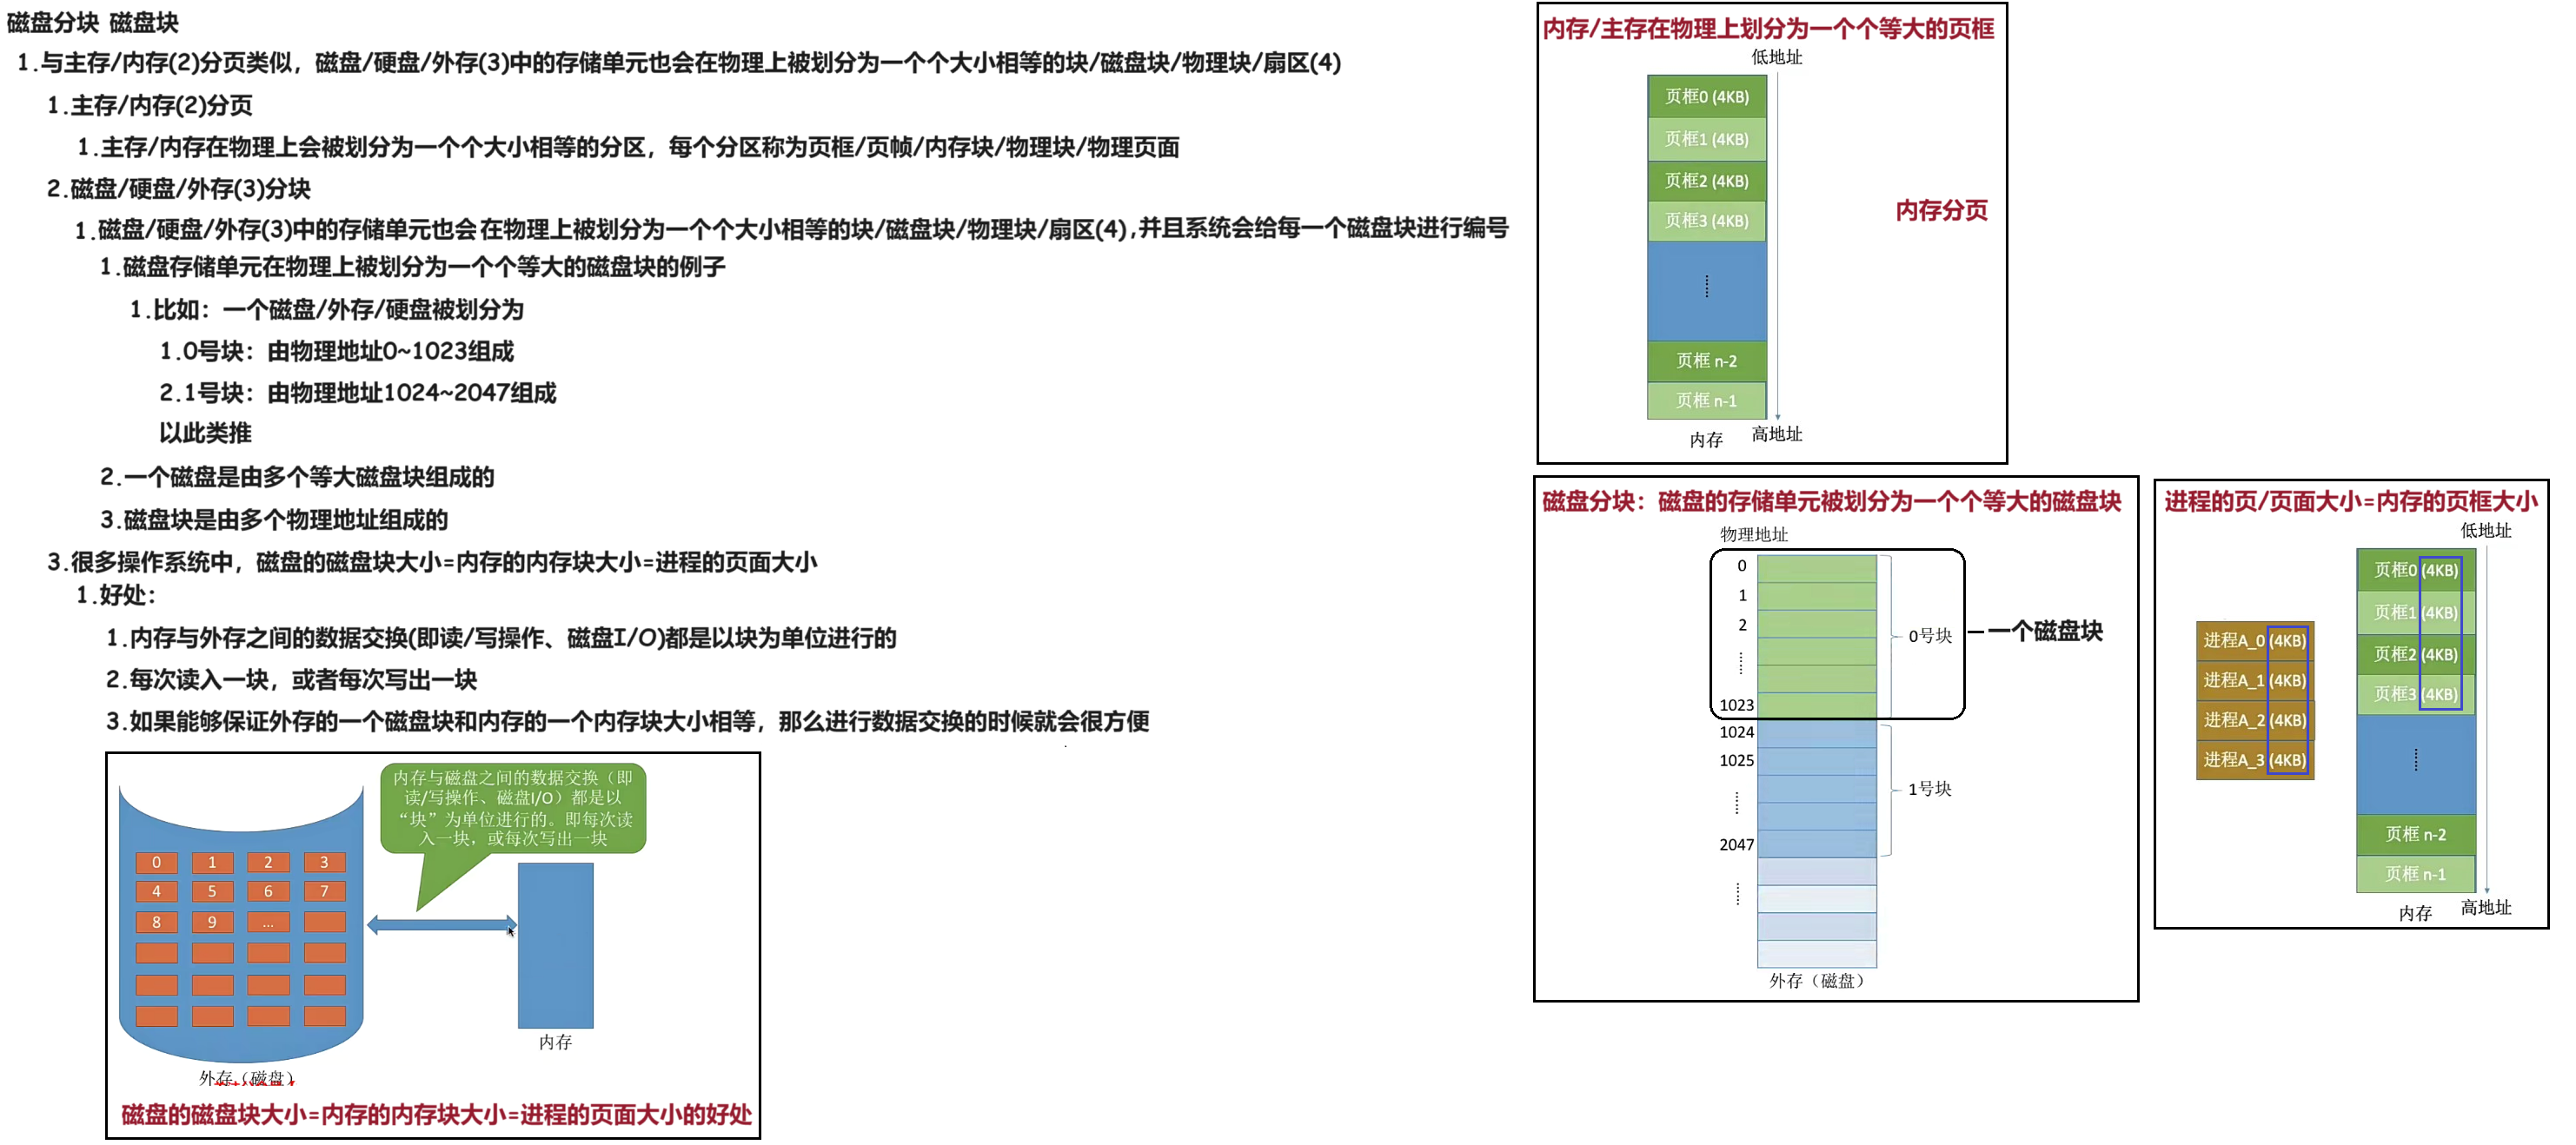 磁盘分块 磁盘块
1.与主存/内存(2)分页类似，磁盘/硬盘/外存(3)中的存储单元也会在物理上被划分为一个个大小相等的块/磁盘块/物理块/扇区(4)
1.主存/内存(2)分页
1.主存/内存在物理上会被划分为一个个大小相等的分区，每个分区称为页框/页帧/内存块/物理块/物理页面
2.磁盘/硬盘/外存(3)分块
1.磁盘/硬盘/外存(3)中的存储单元也会在物理上被划分为一个个大小相等的块/磁盘块/物理块/扇区(4),并且系统会给每一个磁盘块进行编号
1.磁盘存储单元在物理上被划分为一个个等大的磁盘块的例子
1.比如：一个磁盘/外存/硬盘被划分为
1.0号块：由物理地址0~1023组成
2.1号块：由物理地址1024~2047组成
以此类推
2.一个磁盘是由多个等大磁盘块组成的
3.磁盘块是由多个物理地址组成的
3.很多操作系统中，磁盘的磁盘块大小=内存的内存块大小=进程的页面大小
1.好处：
1.内存与外存之间的数据交换(即读/写操作、磁盘I/O)都是以块为单位进行的
2.每次读入一块，或者每次写出一块
3.如果能够保证外存的一个磁盘块和内存的一个内存块大小相等，那么进行数据交换的时候就会很方便
内存与磁盘之间的数据交换（即
读/写操作、磁盘I/O）都是以
“块”为单位进行的。即每次读
入一块，或每次写出一块
0 1 2 3
4 5 6 7
8 9 ...
内存
外存（磁盘）
磁盘的磁盘块大小=内存的内存块大小=进程的页面大小的好处
内存/主存在物理上划分为一个个等大的页框
低地址
页框0 (4KB)
页框1 (4KB)
页框2 (4KB)
页框3 (4KB)
内存分页
......
页框 n-2
页框 n-1
内存
高地址
磁盘分块：磁盘的存储单元被划分为一个个等大的磁盘块
物理地址
0
1
2
......
1023
0号块
一个磁盘块
1024
1025
......
2047
1号块
......
外存（磁盘）
进程的页/页面大小=内存的页框大小
低地址
进程A_0 (4KB)
进程A_1 (4KB)
进程A_2 (4KB)
进程A_3 (4KB)
页框0 (4KB)
页框1 (4KB)
页框2 (4KB)
页框3 (4KB)
......
页框 n-2
页框 n-1
内存
高地址